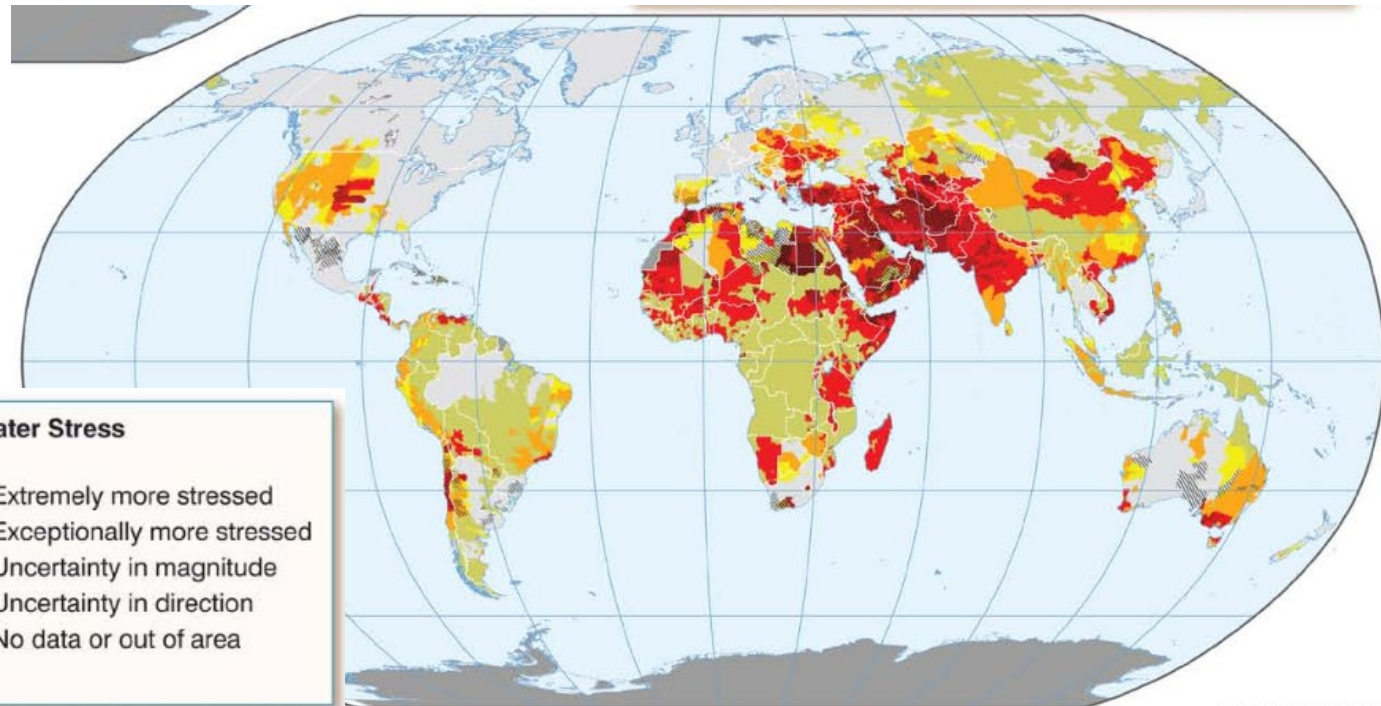 ater Stress
Extremely more stressed
Exceptionally more stressed
Uncertainty in magnitude
Uncertainty in direction
No data or out of area